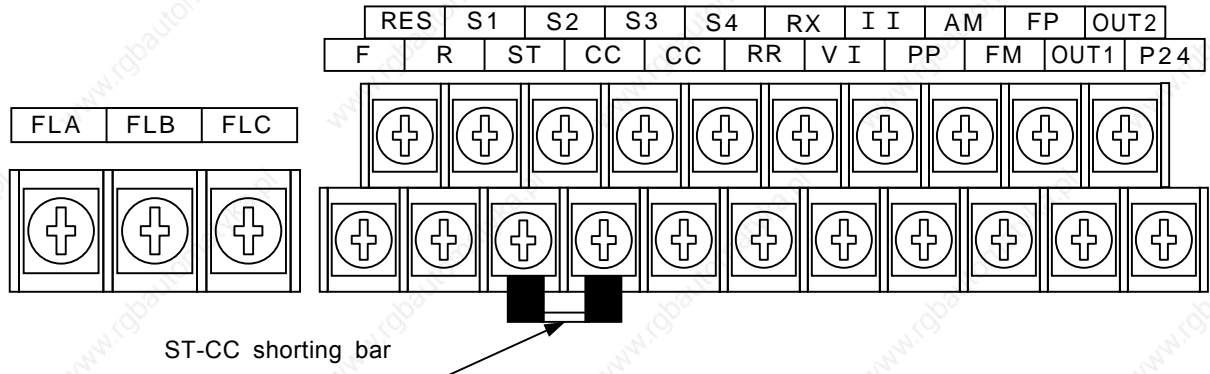 RES S1 S2 S3 S4 RX II AM FP OUT2
F R ST CC CC RR VI PP FM OUT1 P24
FLA FLB FLC
ST-CC shorting bar